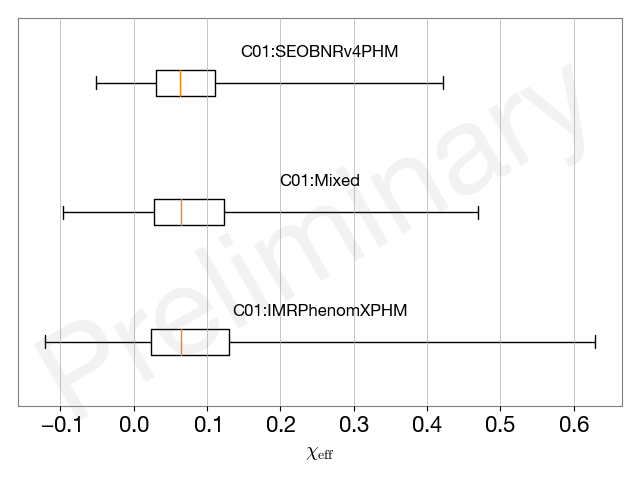 C01:SEOBNRv4PHM
C01:Mixed
C01:IMRPhenomXPHM
Preliminary
−0.1 0.0 0.1 0.2 0.3 0.4 0.5 0.6
χeff